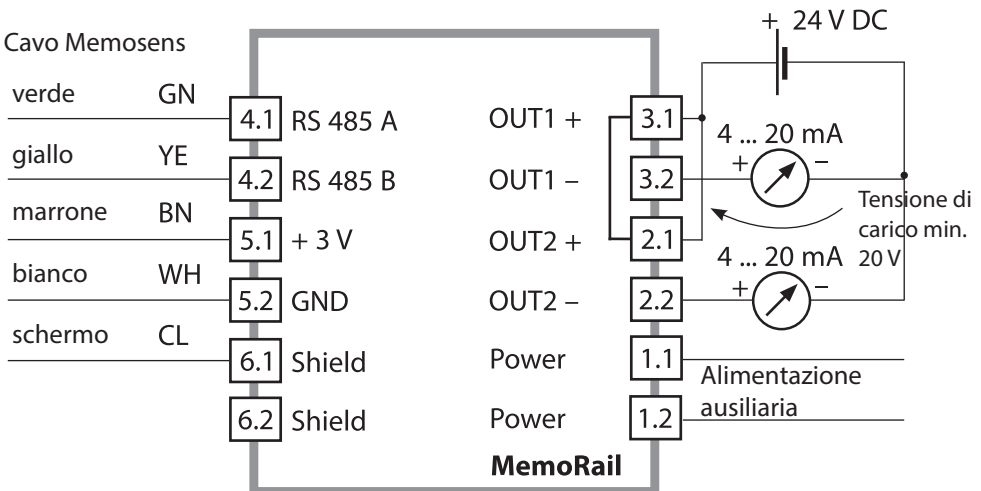 + 24 V DC
Cavo Memosens
verde GN
4.1 RS 485 A
OUT1 + 3.1
4 ... 20 mA
giallo YE
4.2 RS 485 B
OUT1 – 3.2
+ –
marrone BN
5.1 + 3 V
OUT2 + 2.1
Tensione di
carico min.
20 V
4 ... 20 mA
bianco WH
5.2 GND
OUT2 – 2.2
+ –
schermo CL
6.1 Shield
Power 1.1
Alimentazione
ausiliaria
6.2 Shield
Power 1.2
MemoRail